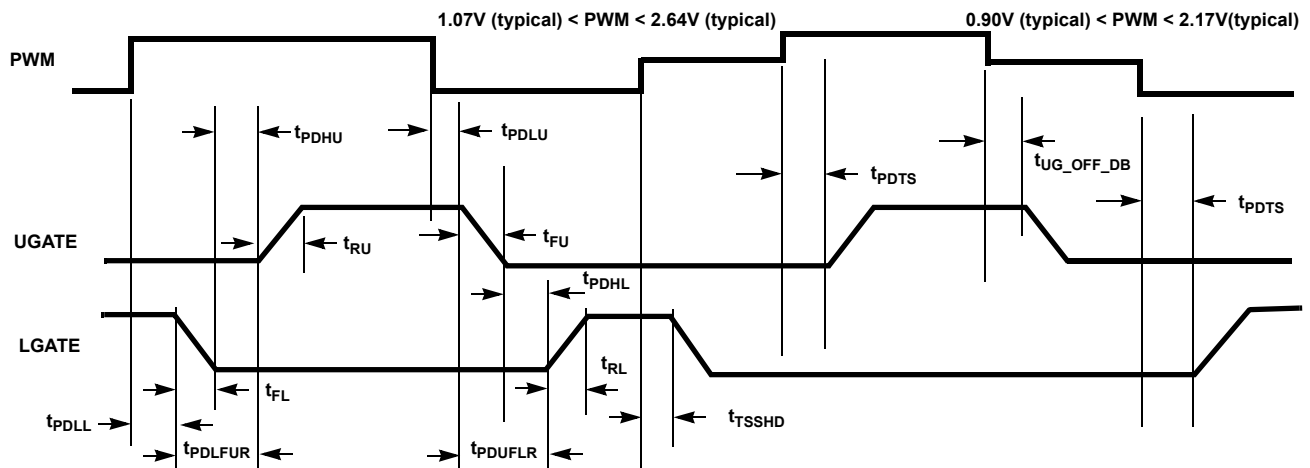 1.07V (typical) < PWM < 2.64V (typical)
0.90V (typical) < PWM < 2.17V(typical)
PWM
tPDHU
tPDLU
tUG_OFF_DB
tPDTS
tPDTS
UGATE
tRU
tFU
tPDHL
LGATE
tFL
tRL
tPDLL
tTSSHD
tPDLFUR
tPDUFLR